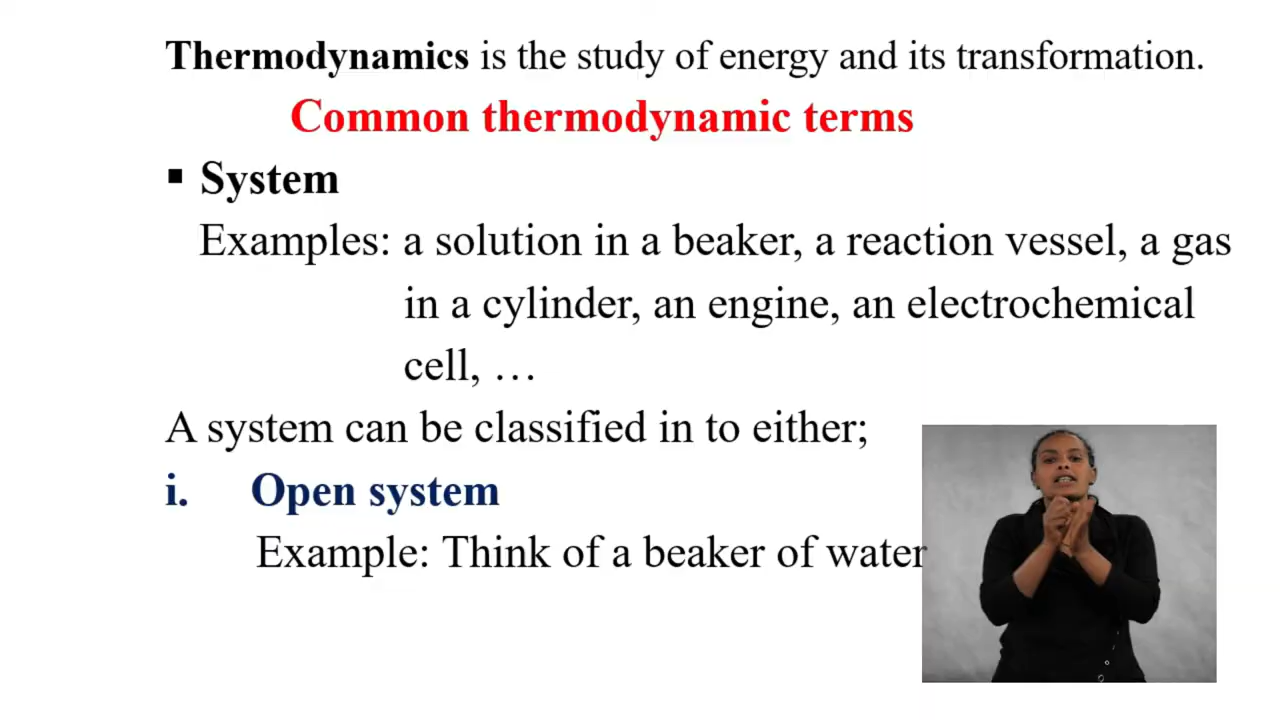 Thermodynamics is the study of energy and its transformation.
Common thermodynamic terms
▪ System
Examples: a solution in a beaker, a reaction vessel, a gas
in a cylinder, an engine, an electrochemical
cell, …
A system can be classified in to either;
i. Open system
Example: Think of a beaker of water